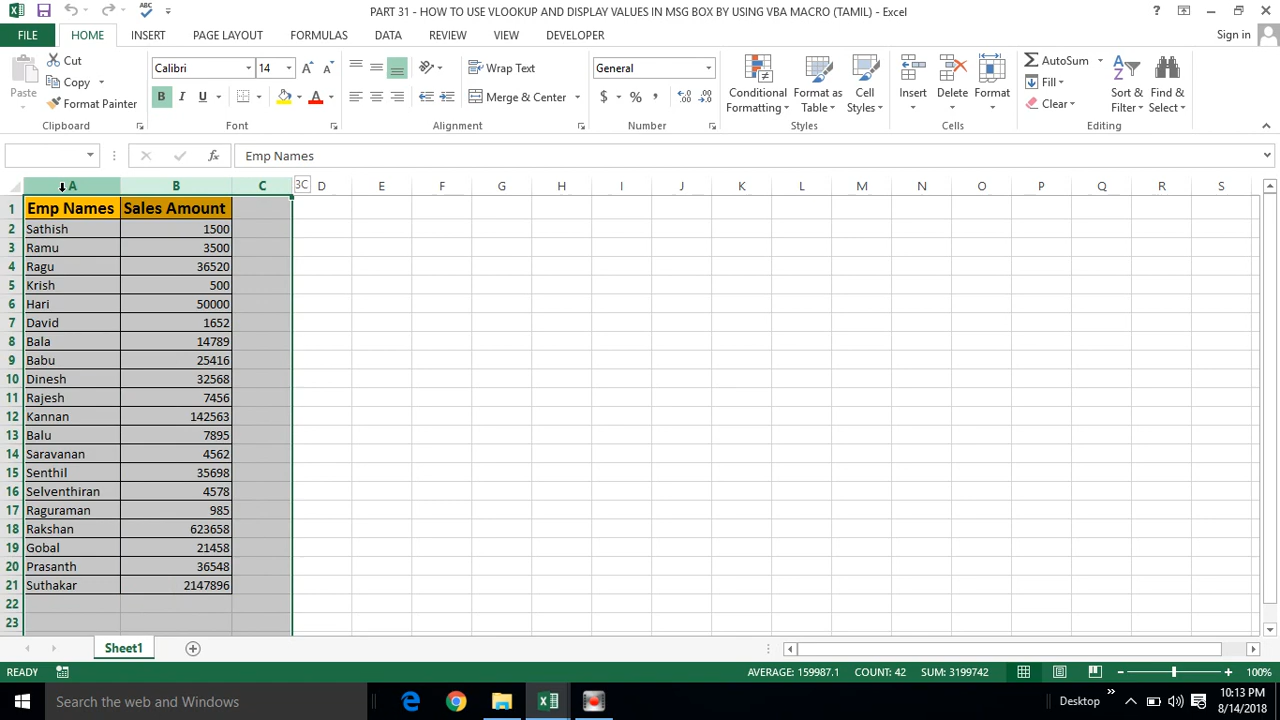 PART 31 - HOW TO USE VLOOKUP AND DISPLAY VALUES IN MSG BOX BY USING VBA MACRO (TAMIL) - Excel
FILE HOME INSERT PAGE LAYOUT FORMULAS DATA REVIEW VIEW DEVELOPER Sign in
Paste
Cut
Copy
Format Painter
Clipboard
Calibri 14
B I U A
Font
Wrap Text
Merge & Center
Alignment
General
$ % ,
Number
Conditional Formatting
Format as Table
Cell Styles
Styles
Insert Delete Format
Cells
AutoSum
Fill
Clear
Sort & Filter
Find & Select
Editing
fx Emp Names
A B C 3C D E F G H I J K L M N O P Q R S
1 Emp Names Sales Amount
2 Sathish 1500
3 Ramu 3500
4 Ragu 36520
5 Krish 500
6 Hari 50000
7 David 1652
8 Bala 14789
9 Babu 25416
10 Dinesh 32568
11 Rajesh 7456
12 Kannan 142563
13 Balu 7895
14 Saravanan 4562
15 Senthil 35698
16 Selventhiran 4578
17 Raguraman 985
18 Rakshan 623658
19 Gobal 21458
20 Prasanth 36548
21 Suthakar 2147896
22
23
Sheet1
READY AVERAGE: 159987.1 COUNT: 42 SUM: 3199742 100%
Search the web and Windows
Desktop
10:13 PM
8/14/2018